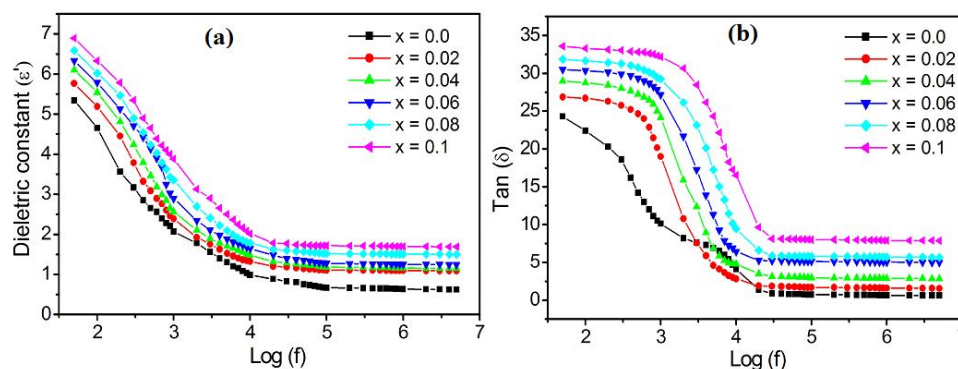 (a)
x = 0.0
x = 0.02
x = 0.04
x = 0.06
x = 0.08
x = 0.1
Dieletric constant (ε')
7
6
5
4
3
2
1
0
2
3
4
5
6
7
Log (f)
(b)
x = 0.0
x = 0.02
x = 0.04
x = 0.06
x = 0.08
x = 0.1
Tan (δ)
35
30
25
20
15
10
5
0
2
3
4
5
6
Log (f)